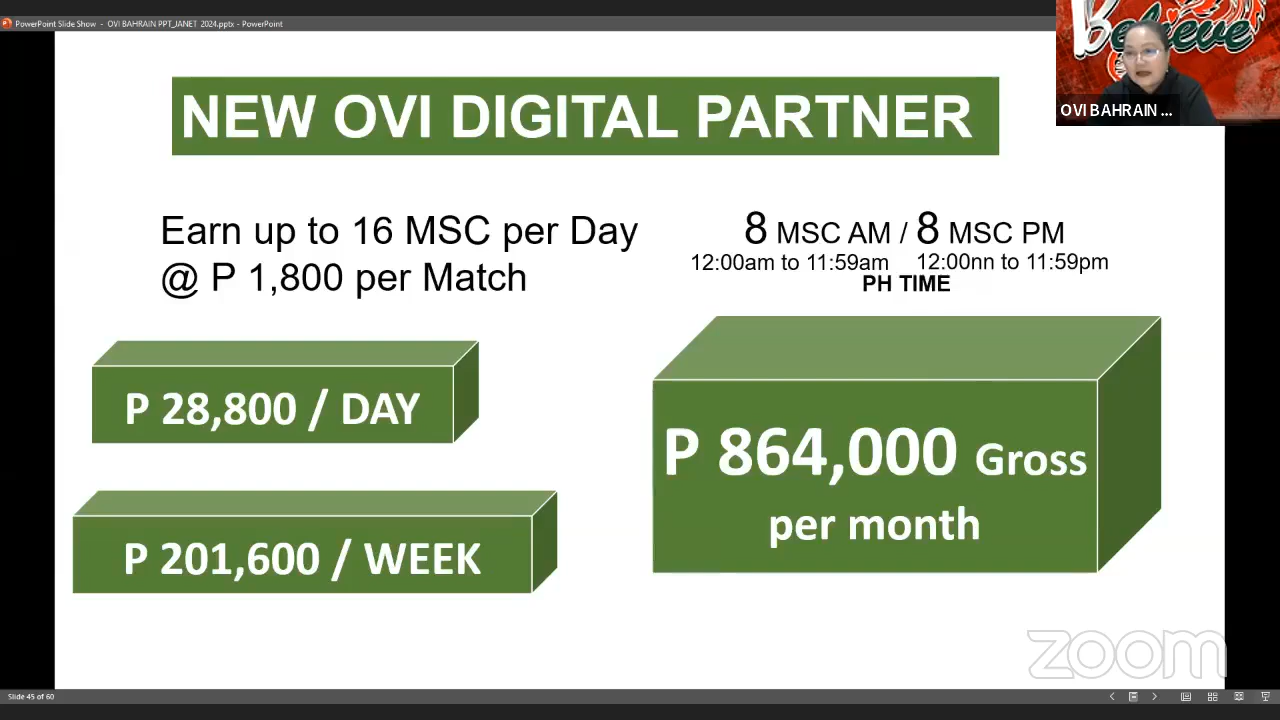 PowerPoint Slide Show - OVI BAHRAIN PPT_JANET 2024.pptx - PowerPoint
Believe
OVI BAHRAIN ...
NEW OVI DIGITAL PARTNER
Earn up to 16 MSC per Day
@ P 1,800 per Match
8 MSC AM / 8 MSC PM
12:00am to 11:59am 12:00nn to 11:59pm
PH TIME
P 28,800 / DAY
P 201,600 / WEEK
P 864,000 Gross
per month
zoom
Slide 45 of 60